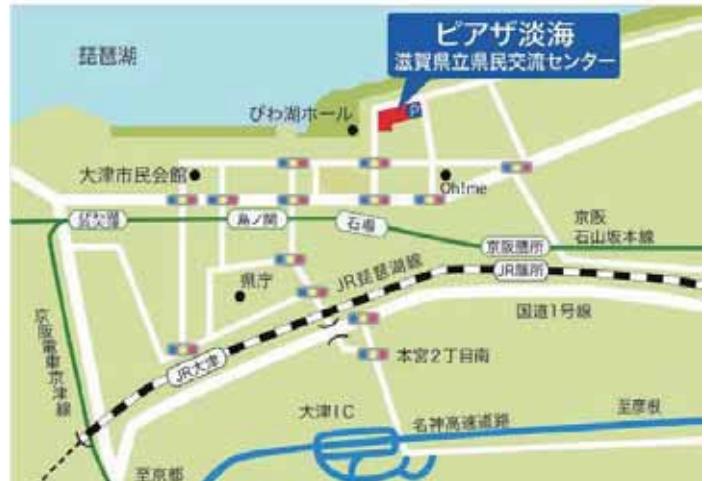 ピアザ淡海
滋賀県立県民交流センター
琵琶湖
P
びわ湖ホール
大津市民会館
Oh!me
島ノ関
石場
京阪
石山坂本線
京阪膳所
JR膳所
JR琵琶湖線
県庁
国道1号線
京阪電車京津線
JR大津
本宮2丁目南
大津IC
名神高速道路
至彦根
至京都